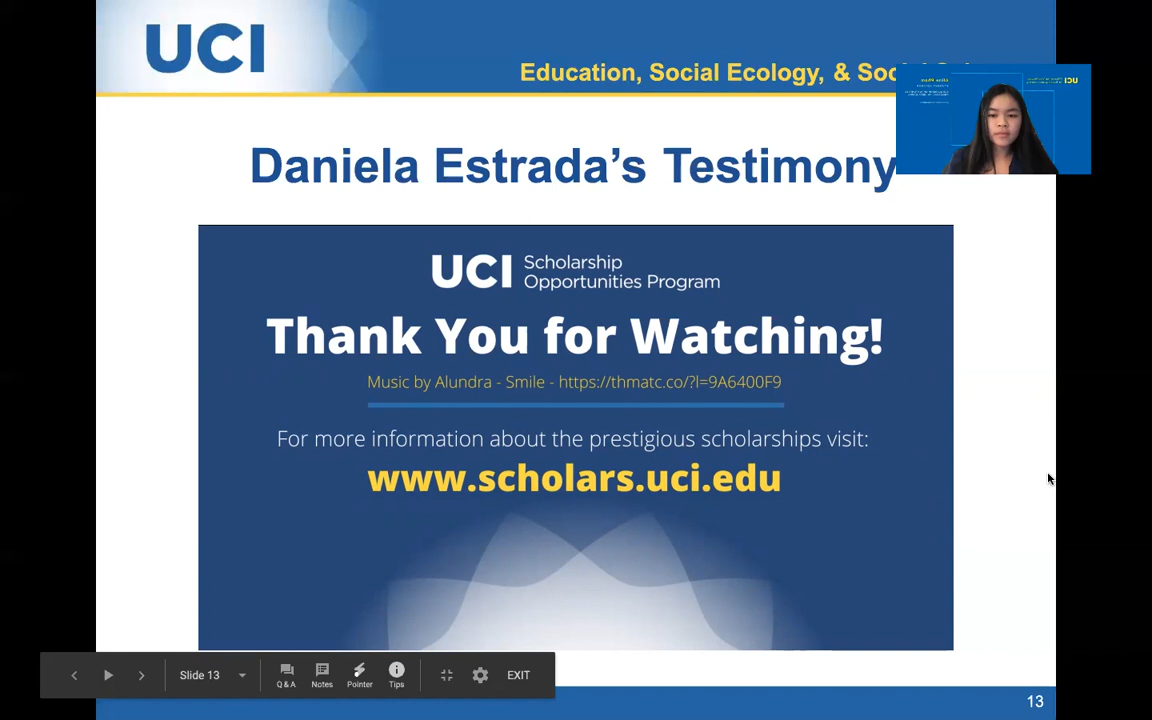 UCI
Education, Social Ecology, & Soc
UCI
Daniela Estrada's Testimony
UCI Scholarship
Opportunities Program
Thank You for Watching!
Music by Alundra - Smile - https://thmatc.co/?l=9A6400F9
For more information about the prestigious scholarships visit:
www.scholars.uci.edu
Slide 13
Q & A
Notes
Pointer
Tips
EXIT
13